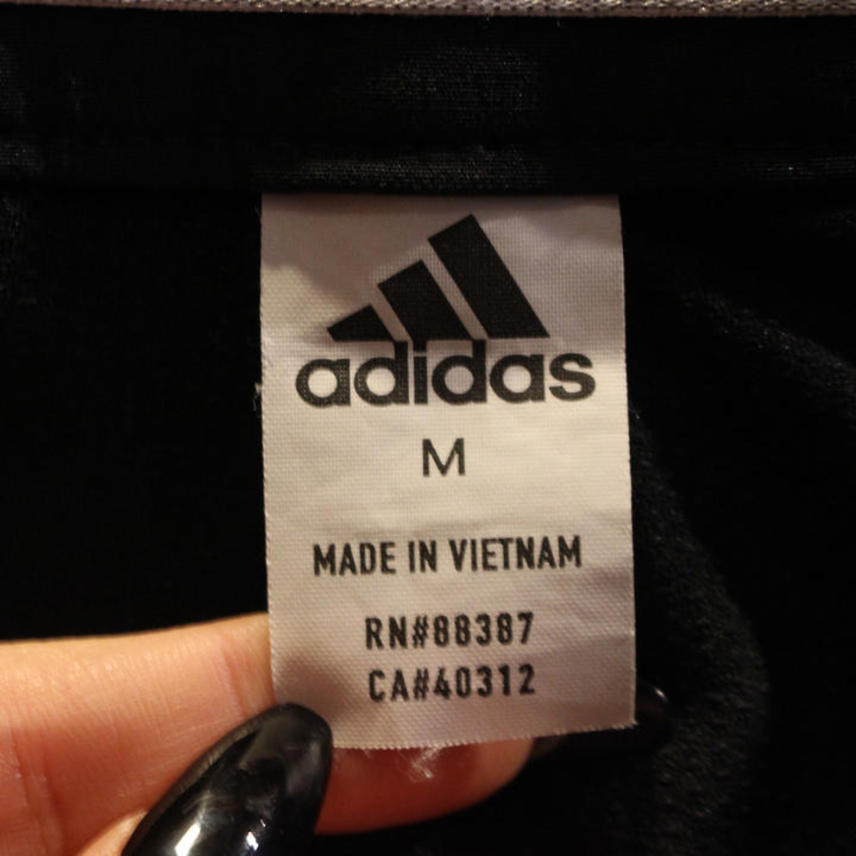 adidas
M
MADE IN VIETNAM
RN#88387
CA#40312